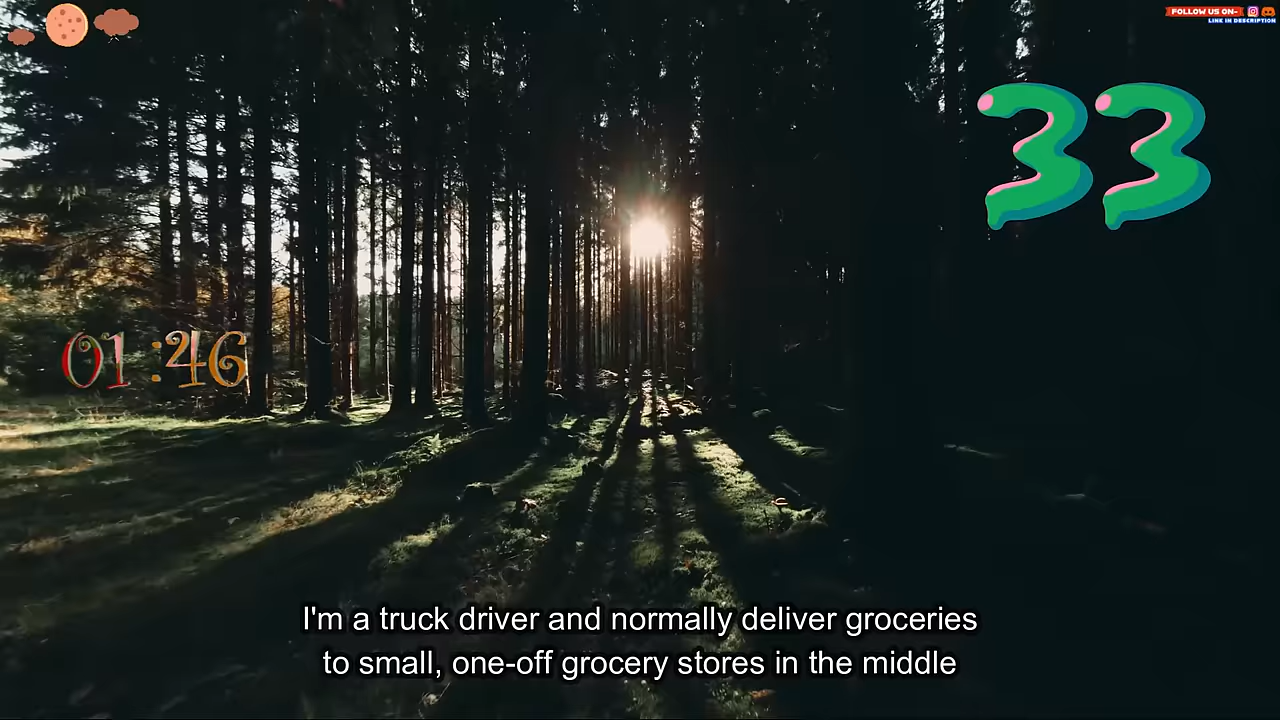 FOLLOW US ON-
LINK IN DESCRIPTION
33
01:46
I'm a truck driver and normally deliver groceries
to small, one-off grocery stores in the middle